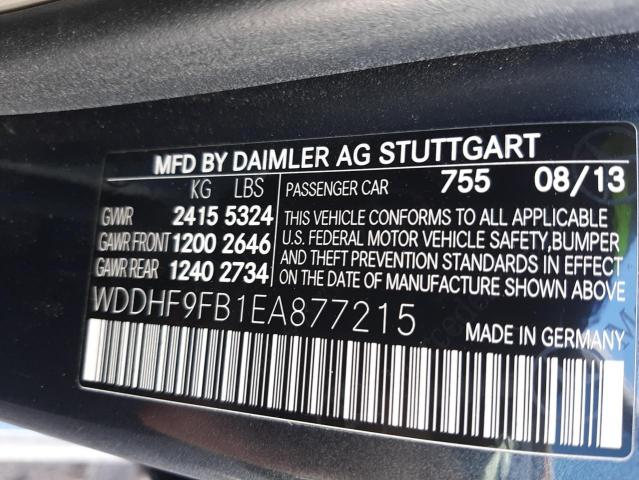 MFD BY DAIMLER AG STUTTGART
KG LBS
GVWR 2415 5324
GAWR FRONT 1200 2646
GAWR REAR 1240 2734
PASSENGER CAR 755 08/13
THIS VEHICLE CONFORMS TO ALL APPLICABLE
U.S. FEDERAL MOTOR VEHICLE SAFETY, BUMPER
AND THEFT PREVENTION STANDARDS IN EFFECT
ON THE DATE OF MANUFACTURE SHOWN ABOVE
WDDHF9FB1EA877215
MADE IN GERMANY